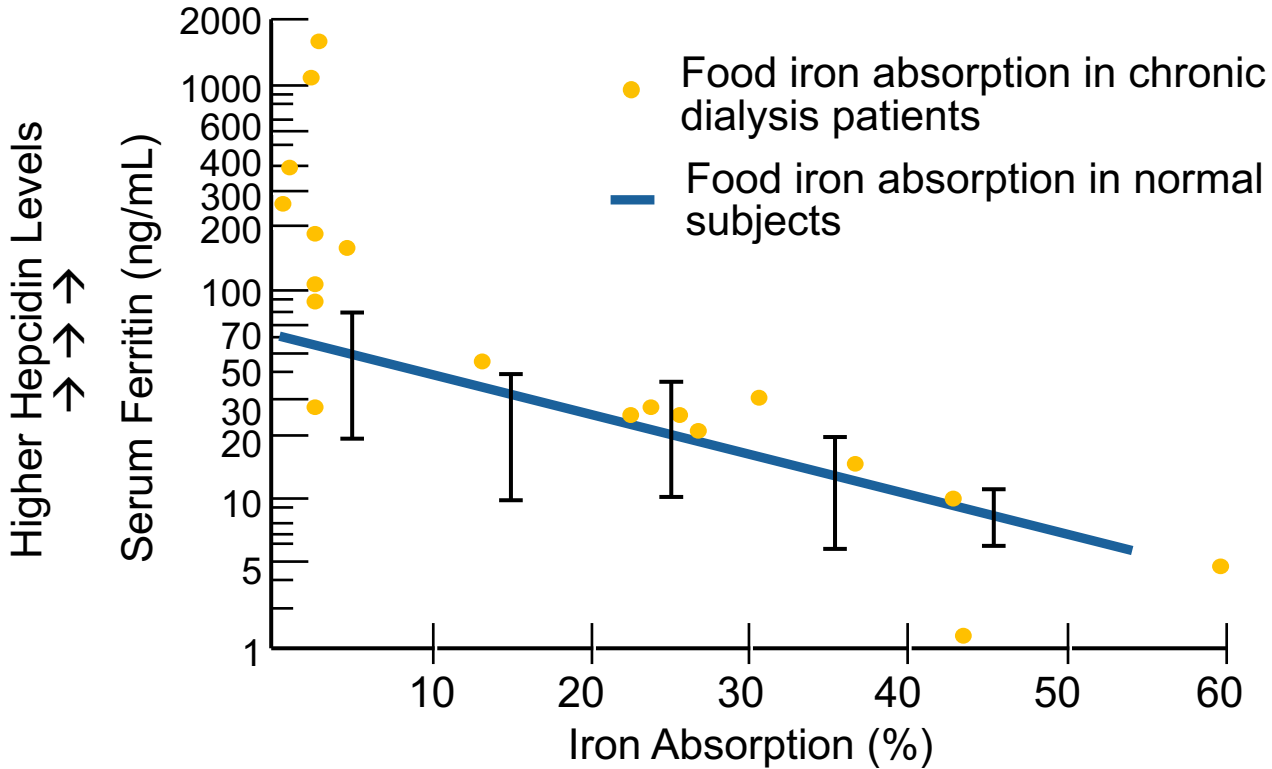 Higher Hepcidin Levels
→ → →
Serum Ferritin (ng/mL)
2000
1000
600
400
300
200
100
70
50
30
20
10
5
1
Food iron absorption in chronic
dialysis patients
Food iron absorption in normal
subjects
10 20 30 40 50 60
Iron Absorption (%)